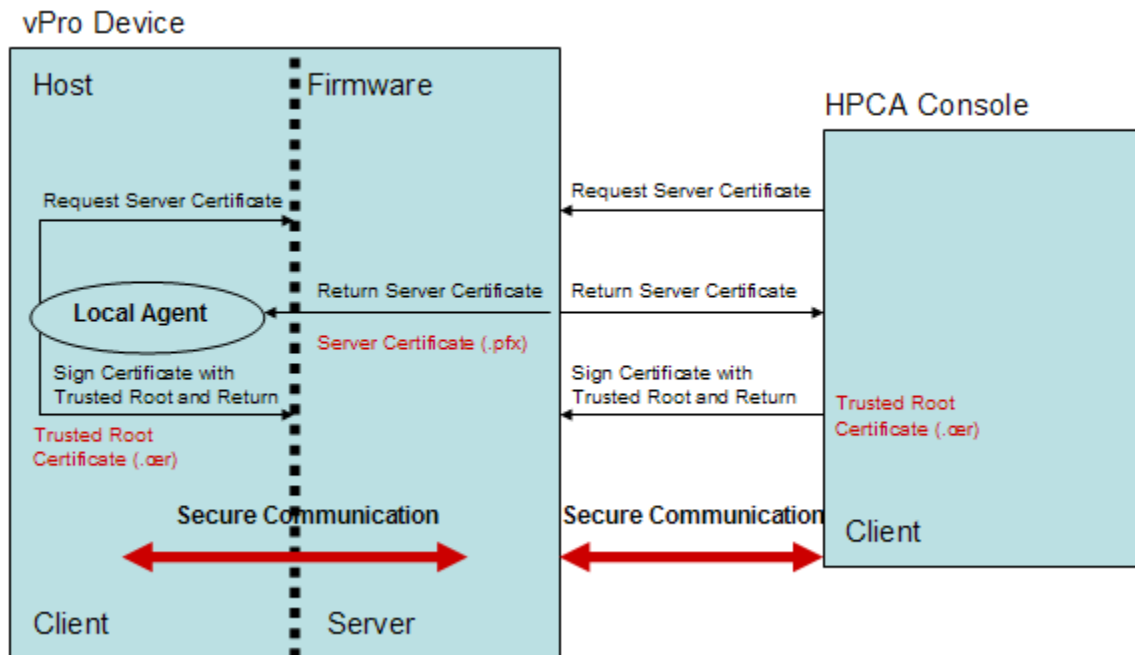 vPro Device
Host
Firmware
HPCA Console
Request Server Certificate
Request Server Certificate
Local Agent
Return Server Certificate
Return Server Certificate
Server Certificate (.pfx)
Sign Certificate with
Trusted Root and Return
Sign Certificate with
Trusted Root and Return
Trusted Root
Certificate (.cer)
Trusted Root
Certificate (.cer)
Secure Communication
Secure Communication
Client
Client
Server